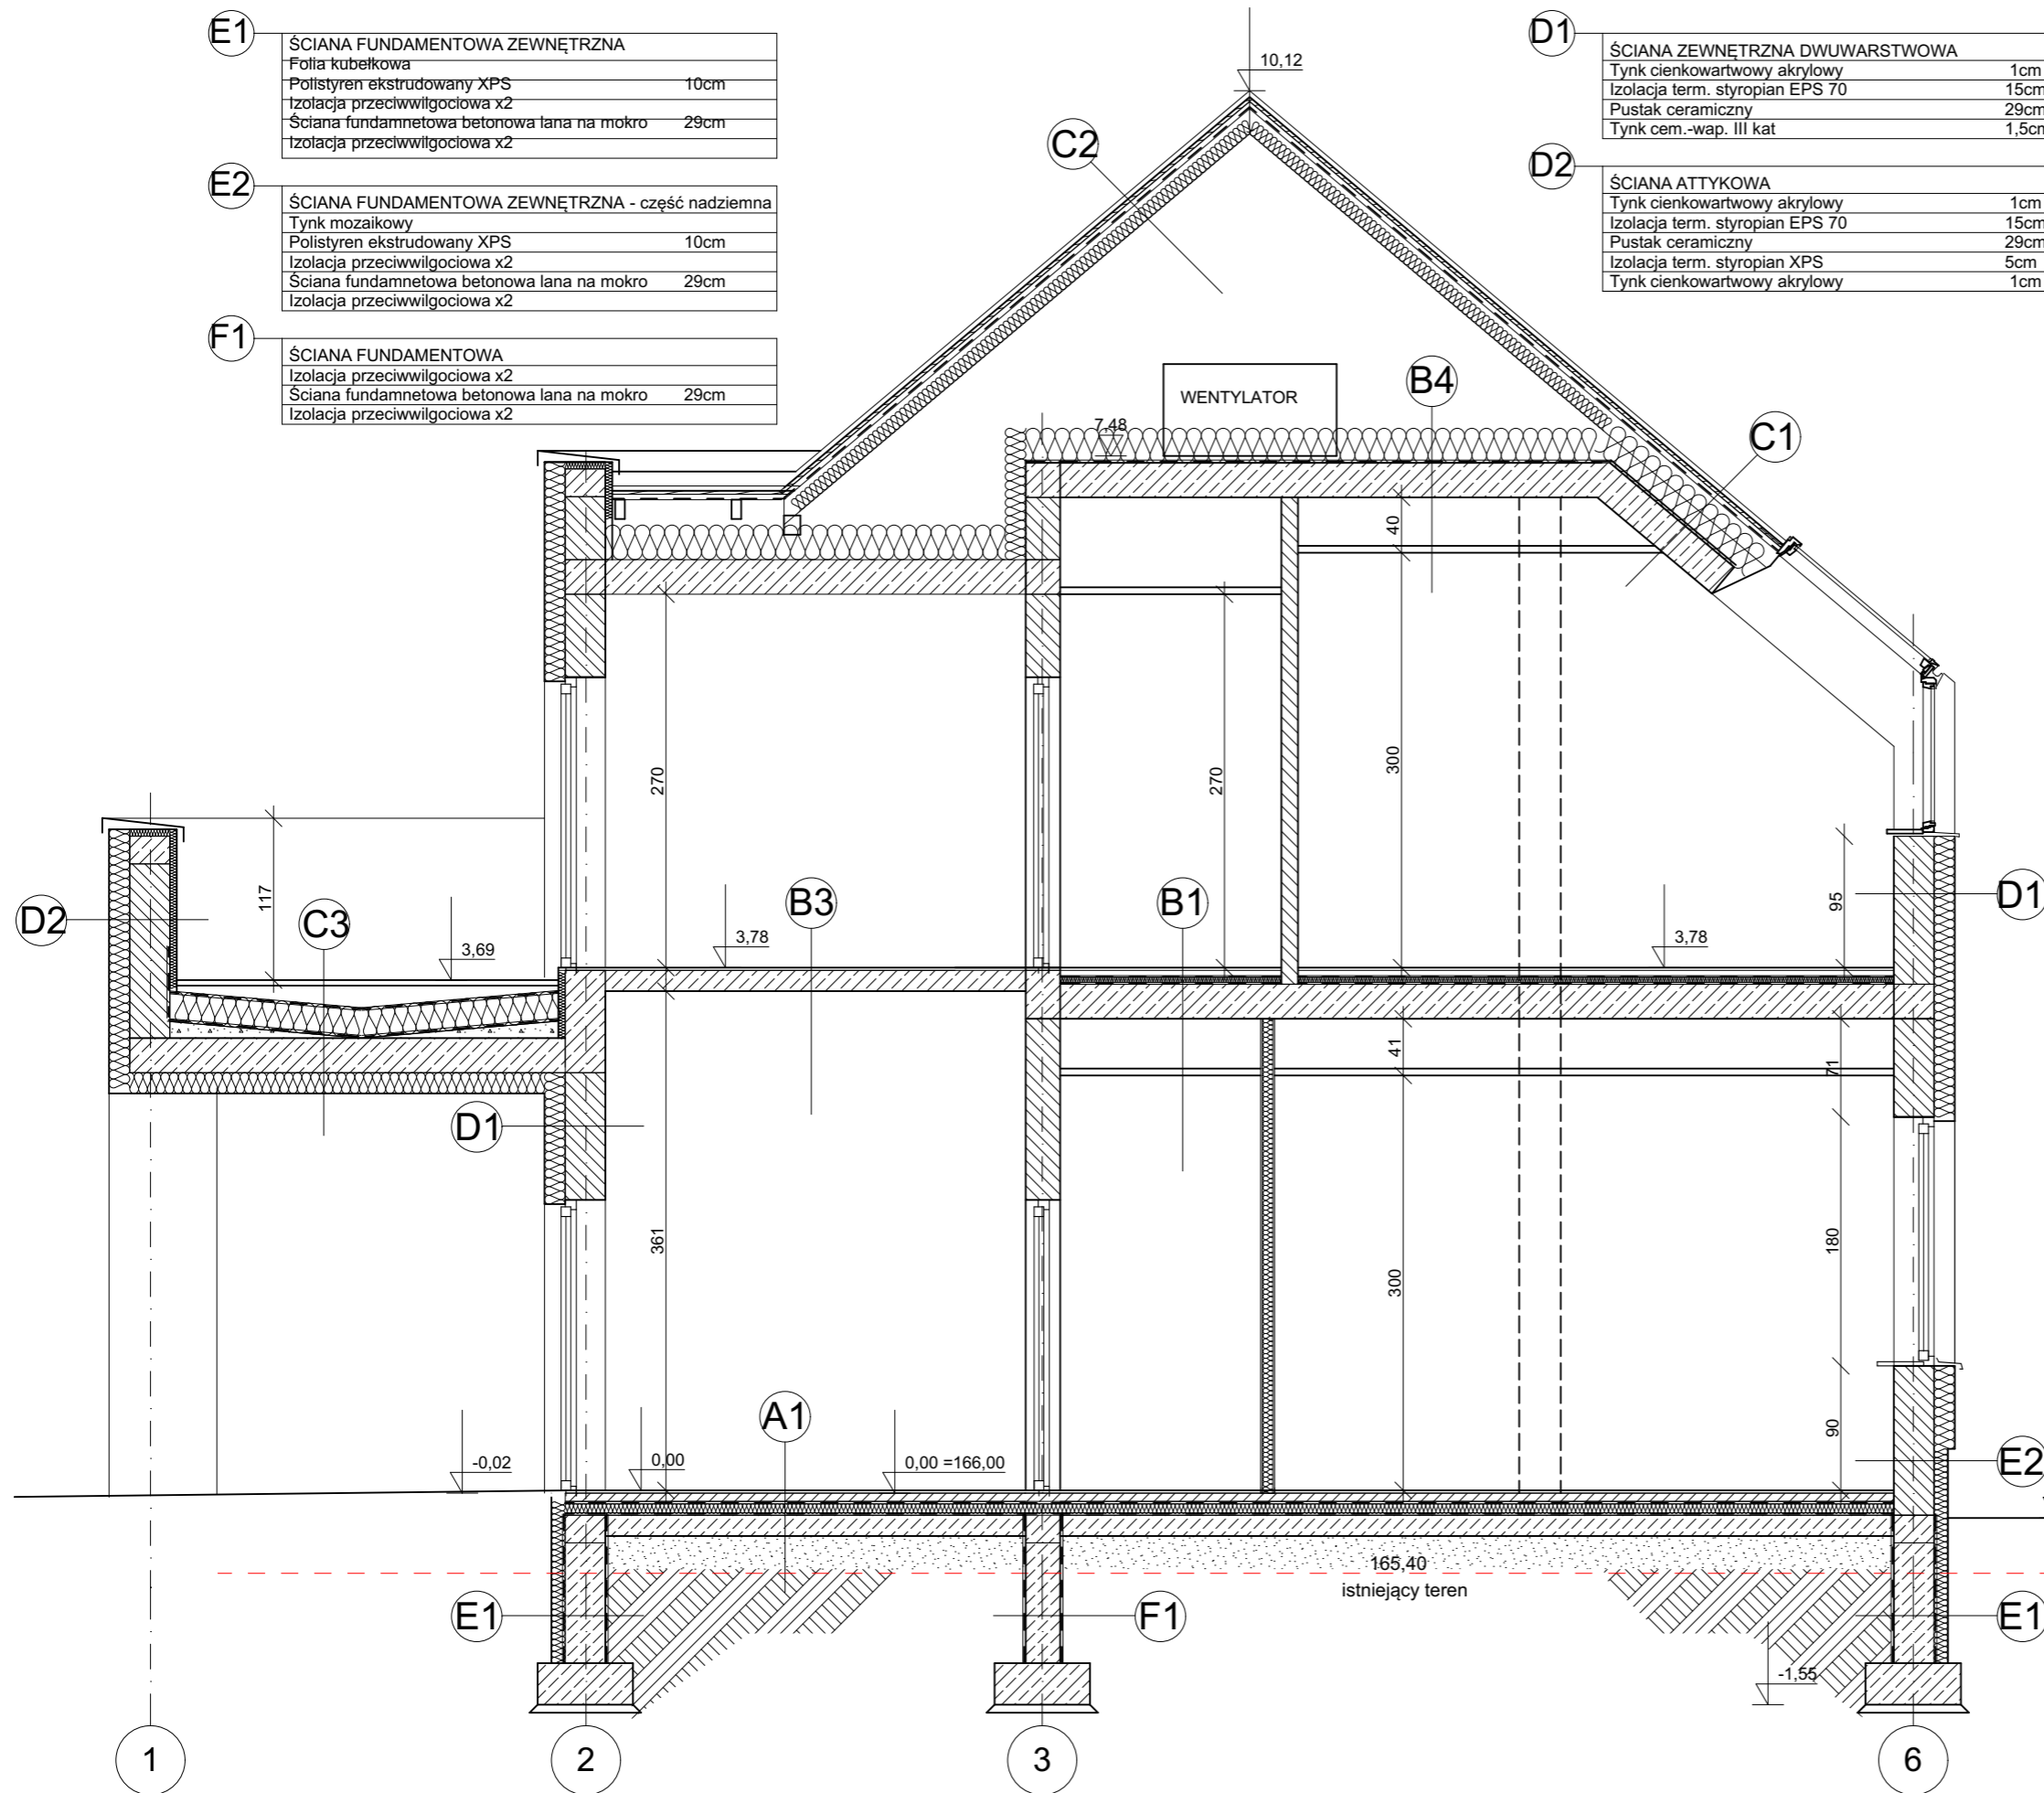 E1
ŚCIANA FUNDAMENTOWA ZEWNĘTRZNA
Folia kubełkowa
Polistyren ekstrudowany XPS 10cm
Izolacja przeciwwilgociowa x2
Ściana fundamnetowa betonowa lana na mokro 29cm
Izolacja przeciwwilgociowa x2
E2
ŚCIANA FUNDAMENTOWA ZEWNĘTRZNA - część nadziemna
Tynk mozaikowy
Polistyren ekstrudowany XPS 10cm
Izolacja przeciwwilgociowa x2
Ściana fundamnetowa betonowa lana na mokro 29cm
Izolacja przeciwwilgociowa x2
F1
ŚCIANA FUNDAMENTOWA
Izolacja przeciwwilgociowa x2
Ściana fundamnetowa betonowa lana na mokro 29cm
Izolacja przeciwwilgociowa x2
D1
ŚCIANA ZEWNĘTRZNA DWUWARSTWOWA
Tynk cienkowartwowy akrylowy 1cm
Izolacja term. styropian EPS 70 15cm
Pustak ceramiczny 29cm
Tynk cem.-wap. III kat 1,5cm
D2
ŚCIANA ATTYKOWA
Tynk cienkowartwowy akrylowy 1cm
Izolacja term. styropian EPS 70 15cm
Pustak ceramiczny 29cm
Izolacja term. styropian XPS 5cm
Tynk cienkowartwowy akrylowy 1cm
10,12
C2
WENTYLATOR
B4
7,48
C1
40
270
270
300
117
95
D2
C3
B3
B1
D1
3,69
3,78
3,78
41
71
D1
361
300
180
90
A1
-0,02
0,00
0,00 =166,00
E2
165,40
istniejący teren
E1
F1
E1
-1,55
1
2
3
6